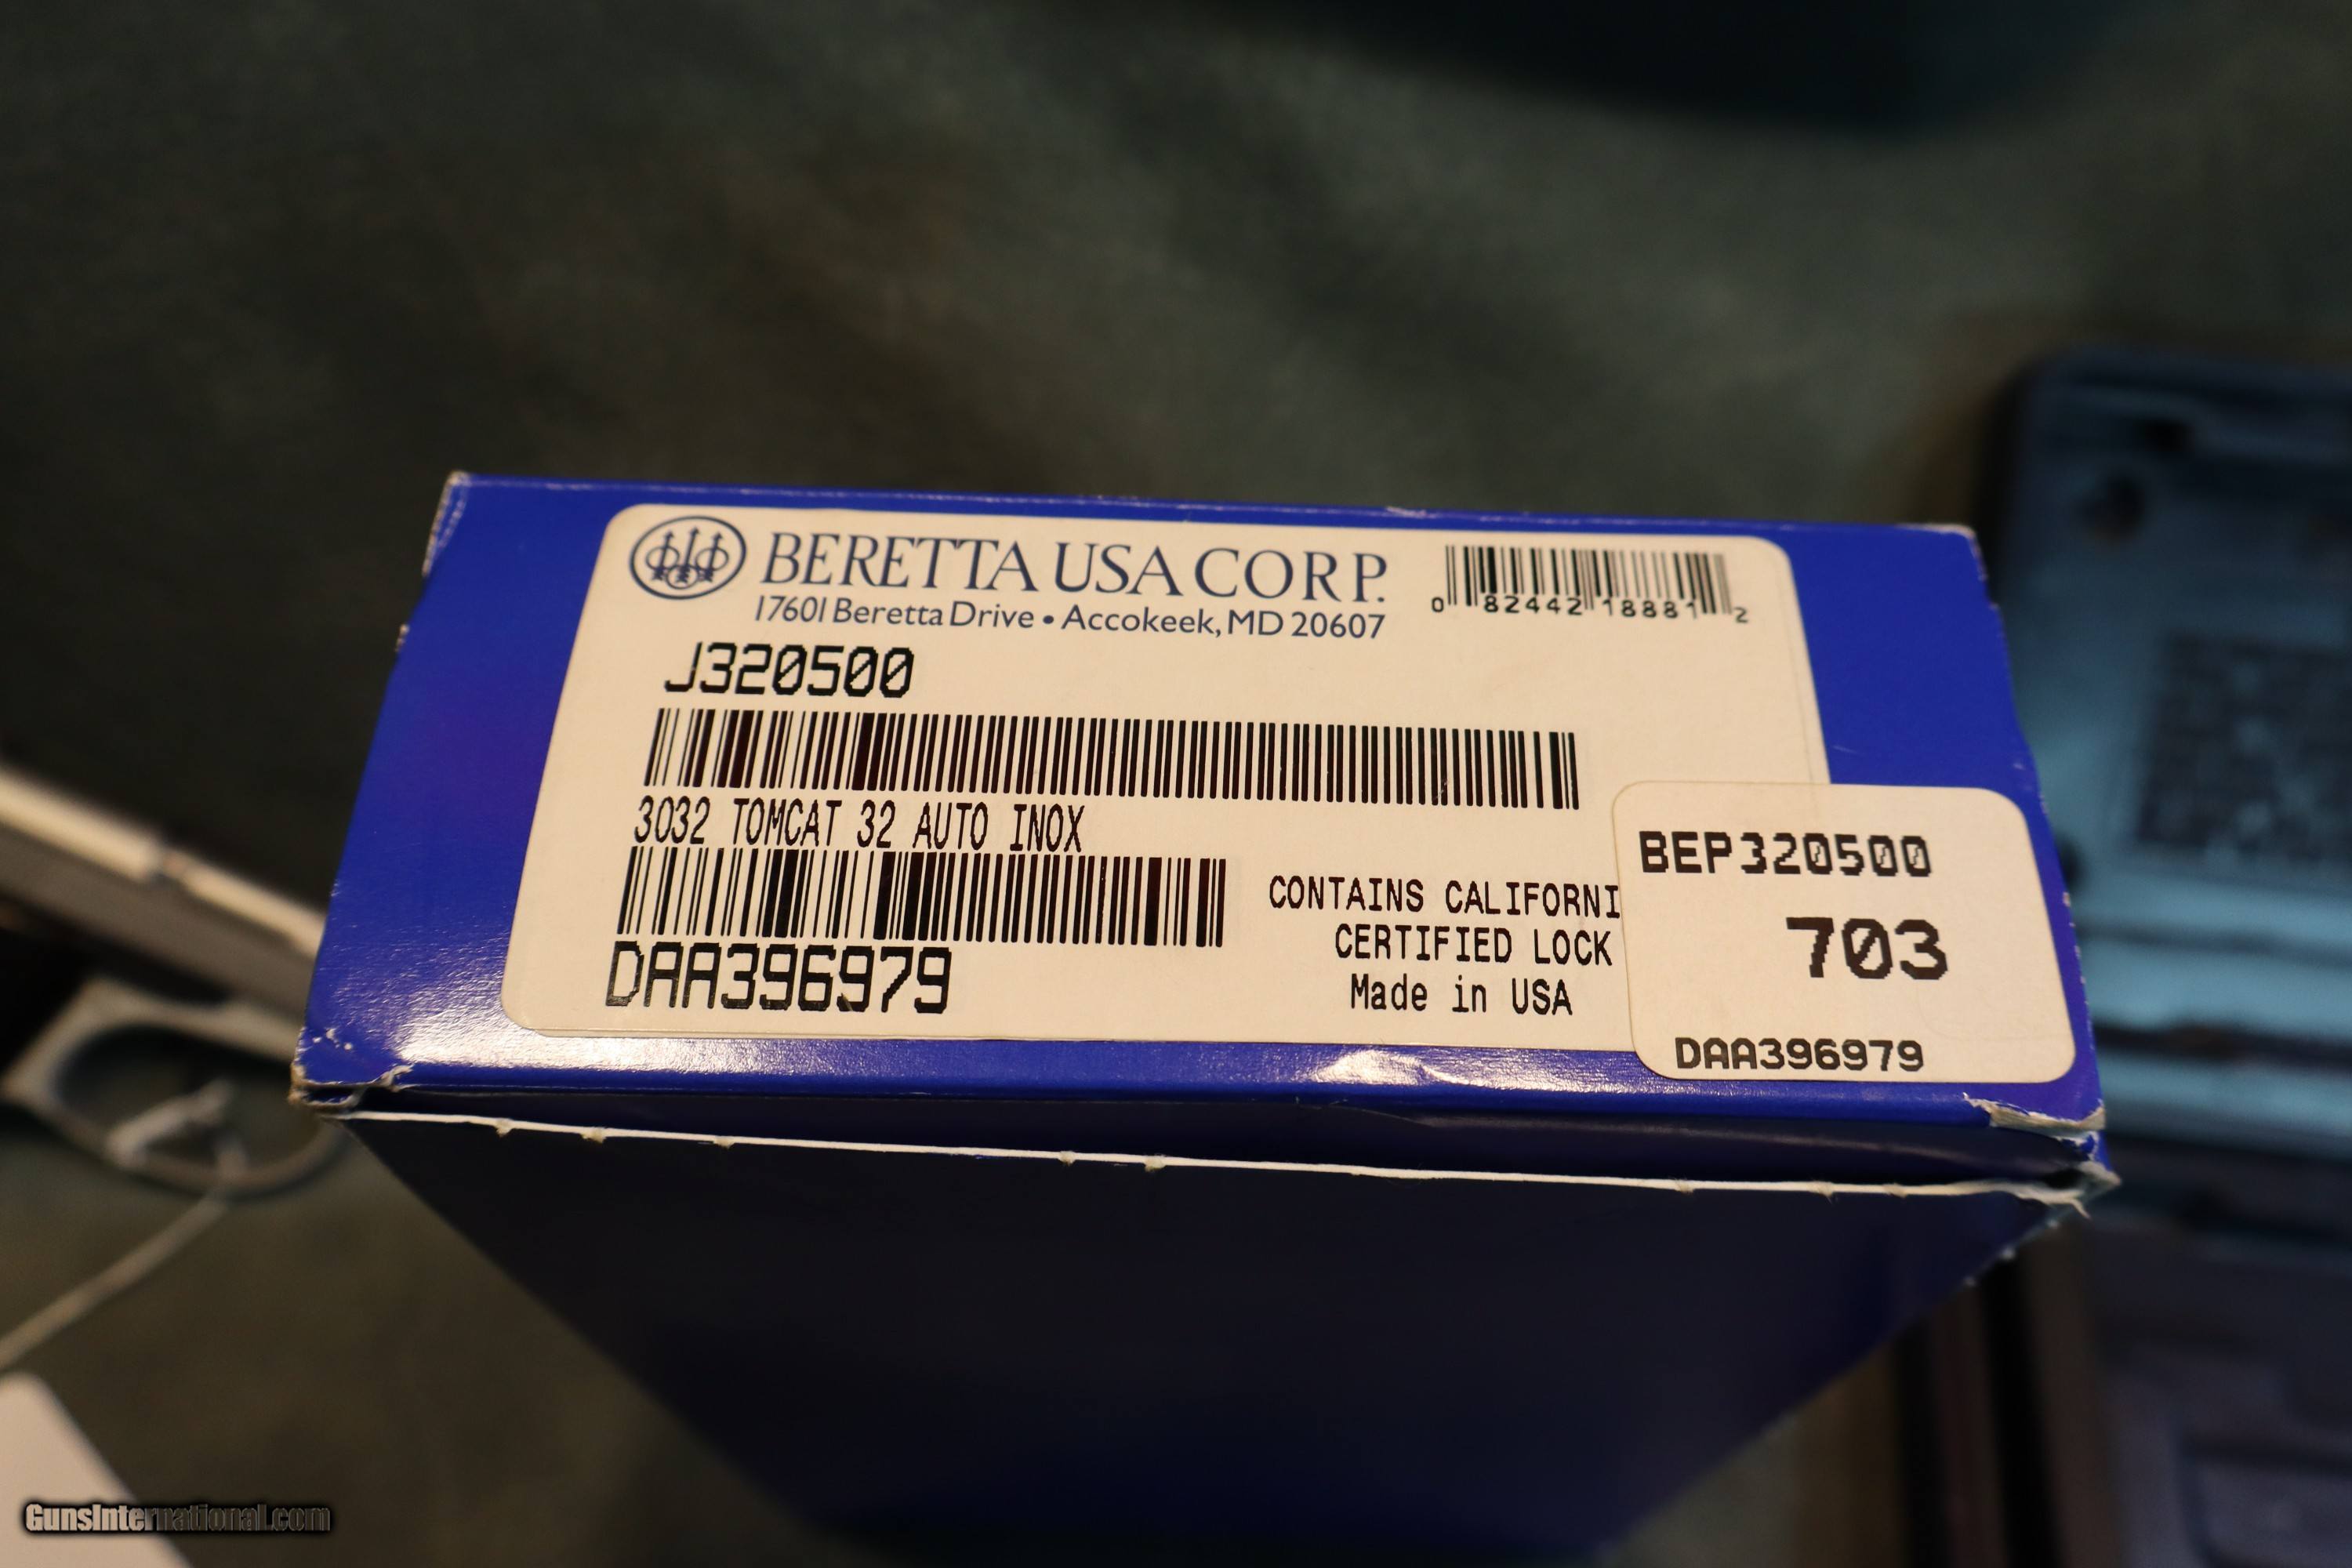 BERETTA USA CORP.
17601 Beretta Drive • Accokeek, MD 20607
0 82442 18881 2
J320500
3032 TOMCAT 32 AUTO INOX
DAA396979
CONTAINS CALIFORNI
CERTIFIED LOCK
Made in USA
BEP320500
703
DAA396979
GunsInternational.com